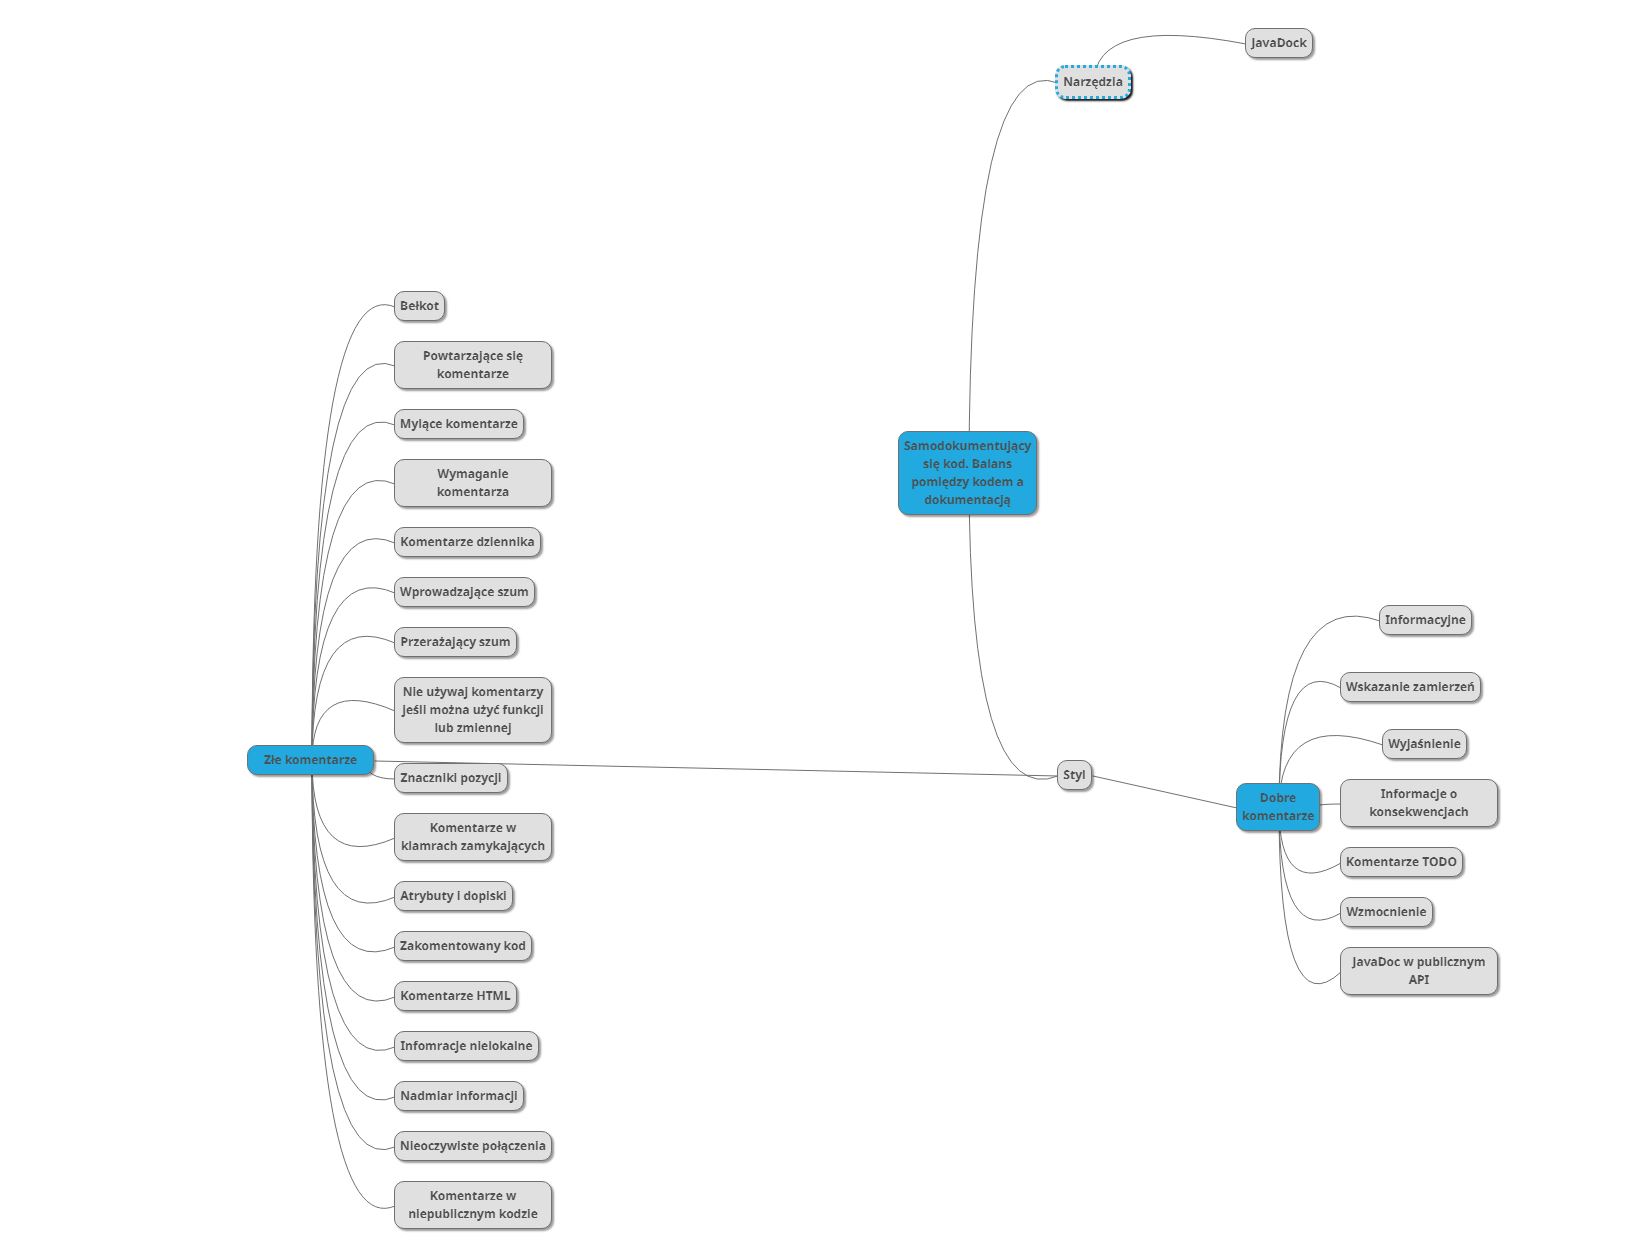 JavaDock
Narzędzia
Bełkot
Powtarzające się
komentarze
Mylące komentarze
Wymaganie
komentarza
Komentarze dziennika
Wprowadzające szum
Przerażający szum
Nie używaj komentarzy
jeśli można użyć funkcji
lub zmiennej
Złe komentarze
Znaczniki pozycji
Komentarze w
klamrach zamykających
Atrybuty i dopiski
Zakomentowany kod
Komentarze HTML
Infomracje nielokalne
Nadmiar informacji
Nieoczywiste połączenia
Komentarze w
niepublicznym kodzie
Samodokumentujący
się kod. Balans
pomiędzy kodem a
dokumentacją
Styl
Dobre
komentarze
Informacyjne
Wskazanie zamierzeń
Wyjaśnienie
Informacje o
konsekwencjach
Komentarze TODO
Wzmocnienie
JavaDoc w publicznym
API